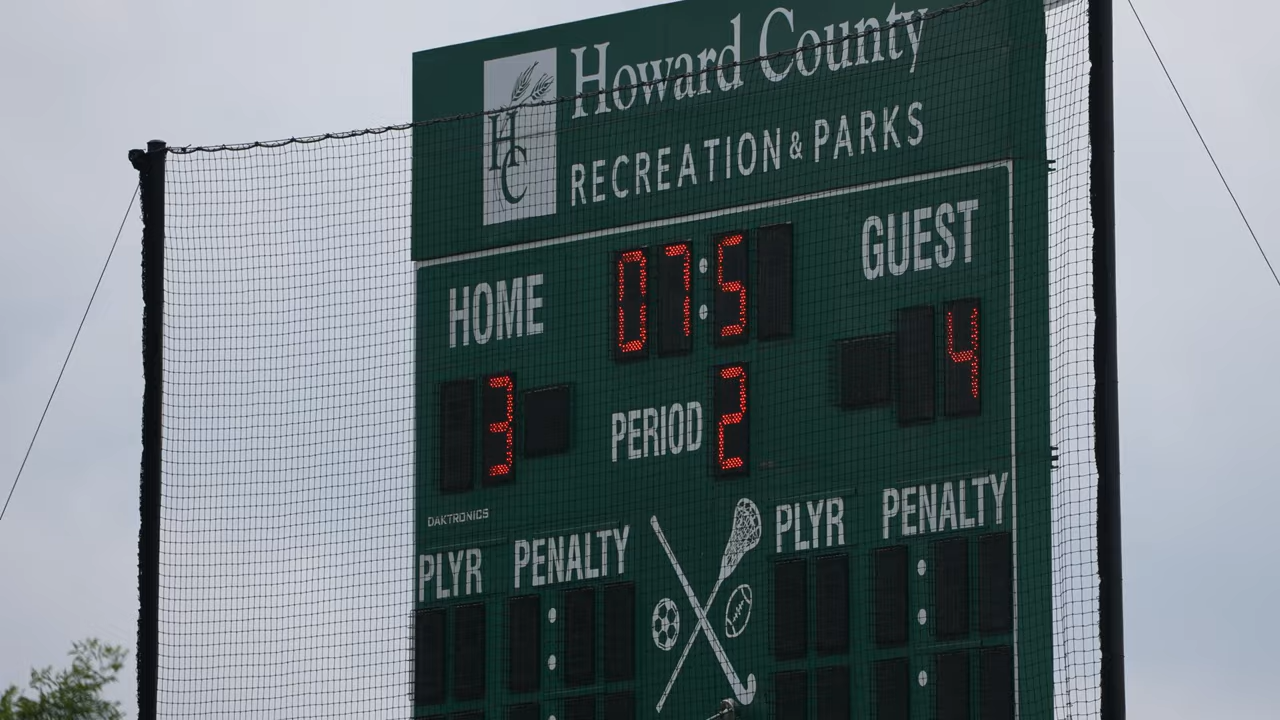 Howard County
HC
RECREATION & PARKS
HOME
07:5
GUEST
3
PERIOD 2
4
DAKTRONICS
PLYR PENALTY
PLYR PENALTY